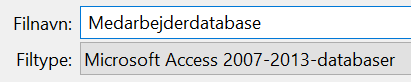 Filnavn: Medarbejderdatabase
Filtype: Microsoft Access 2007-2013-databaser